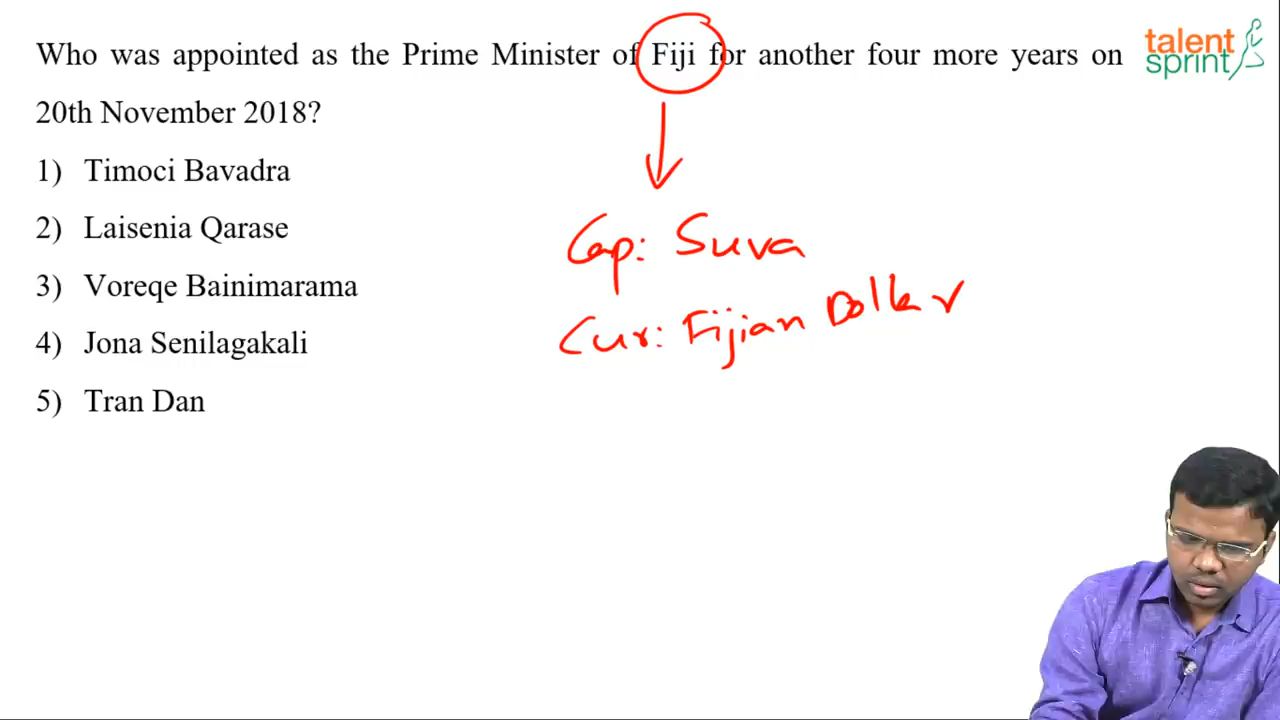 Who was appointed as the Prime Minister of Fiji for another four more years on
20th November 2018?
1) Timoci Bavadra
2) Laisenia Qarase
3) Voreqe Bainimarama
4) Jona Senilagakali
5) Tran Dan
Cap: Suva
Cur: Fijian Dollar
talent
sprint